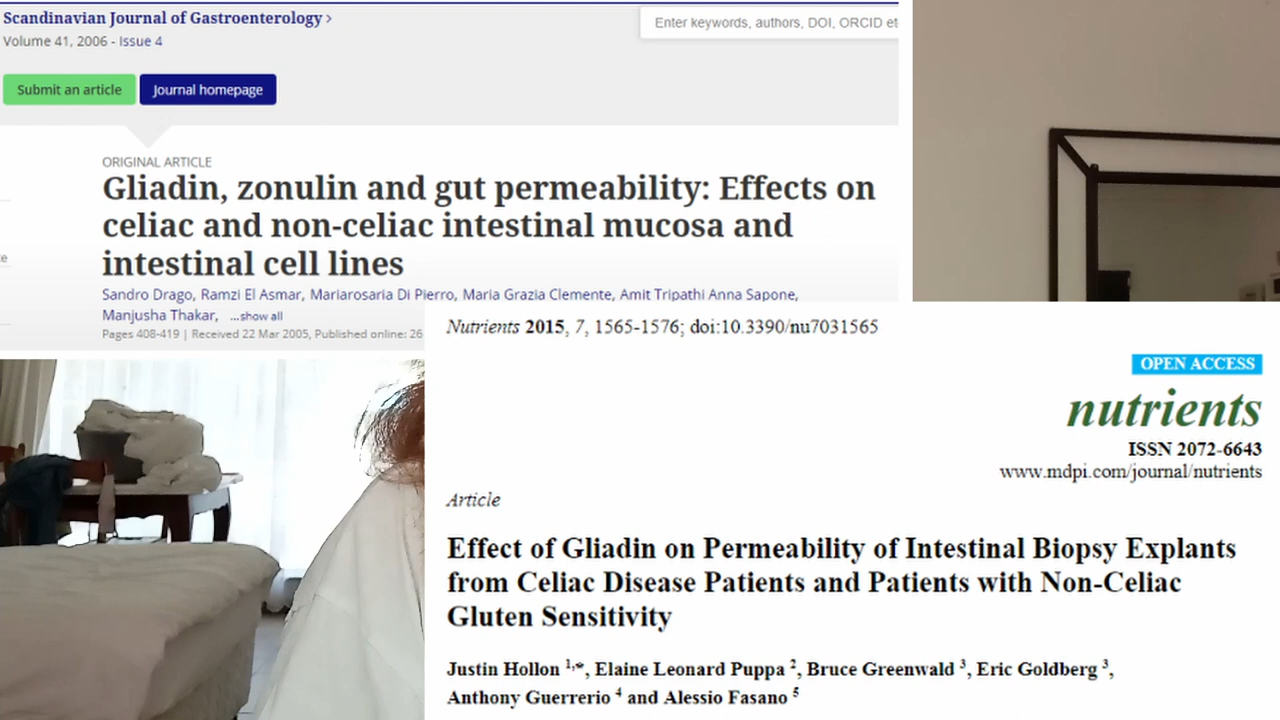 Scandinavian Journal of Gastroenterology >
Volume 41, 2006 - Issue 4
Enter keywords, authors, DOI, ORCID
Submit an article
Journal homepage
ORIGINAL ARTICLE
Gliadin, zonulin and gut permeability: Effects on
celiac and non-celiac intestinal mucosa and
intestinal cell lines
Sandro Drago, Ramzi El Asmar, Mariarosaria Di Pierro, Maria Grazia Clemente, Amit Tripathi Anna Sapone,
Manjusha Thakar, ...show all
Pages 408-419 | Received 22 Mar 2005, Published online: 26
Nutrients 2015, 7, 1565-1576; doi:10.3390/nu7031565
OPEN ACCESS
nutrients
ISSN 2072-6643
www.mdpi.com/journal/nutrients
Article
Effect of Gliadin on Permeability of Intestinal Biopsy Explants
from Celiac Disease Patients and Patients with Non-Celiac
Gluten Sensitivity
Justin Hollon 1,*, Elaine Leonard Puppa 2, Bruce Greenwald 3, Eric Goldberg 3,
Anthony Guerrerio 4 and Alessio Fasano 5